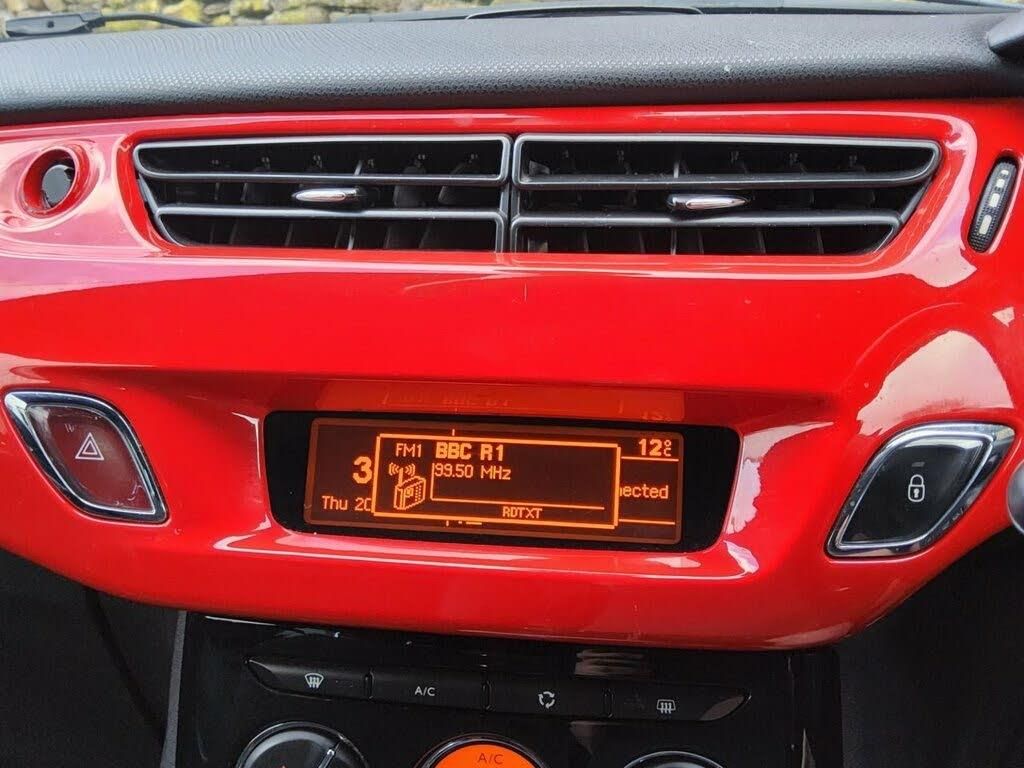 FM1 BBC R1
99.50 MHz
12°C
3
Thu 20
nected
RDTXT
A/C
A/C